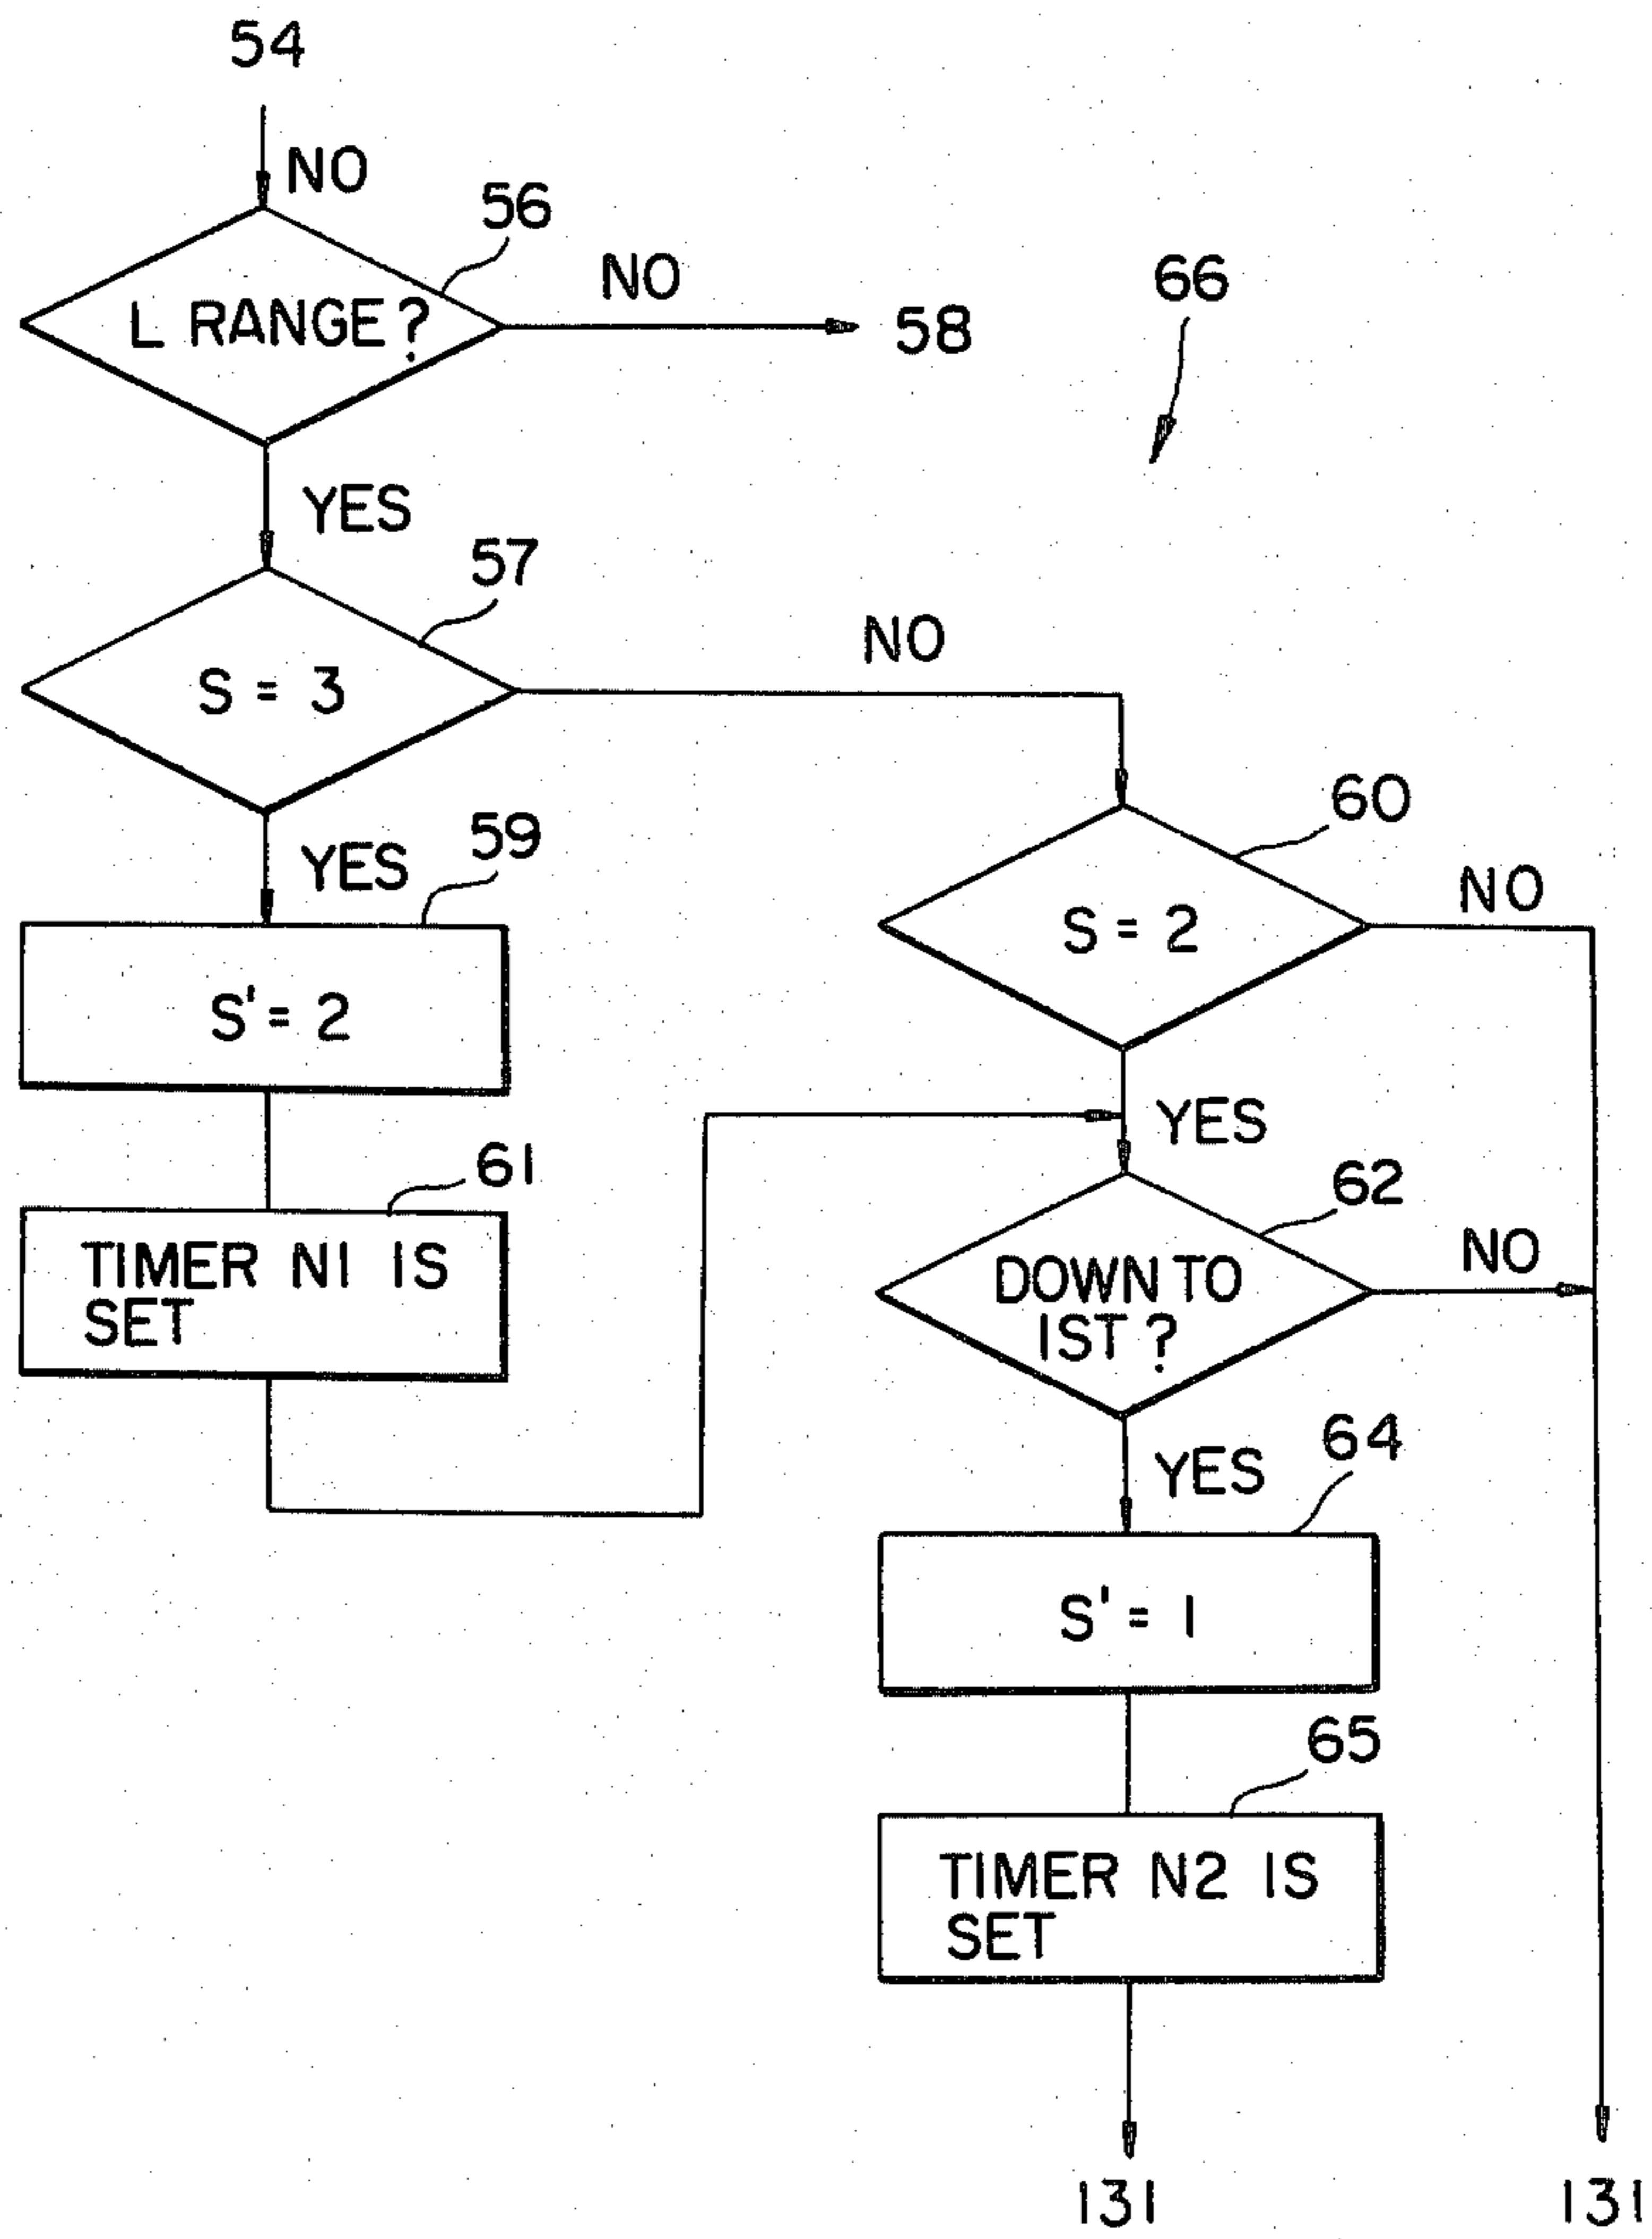 54
NO
56
L RANGE?
NO
58
66
YES
57
S = 3
NO
YES
59
S' = 2
60
S = 2
NO
61
TIMER N1 IS
SET
YES
62
DOWN TO
1ST?
NO
YES
64
S' = 1
65
TIMER N2 IS
SET
131
131